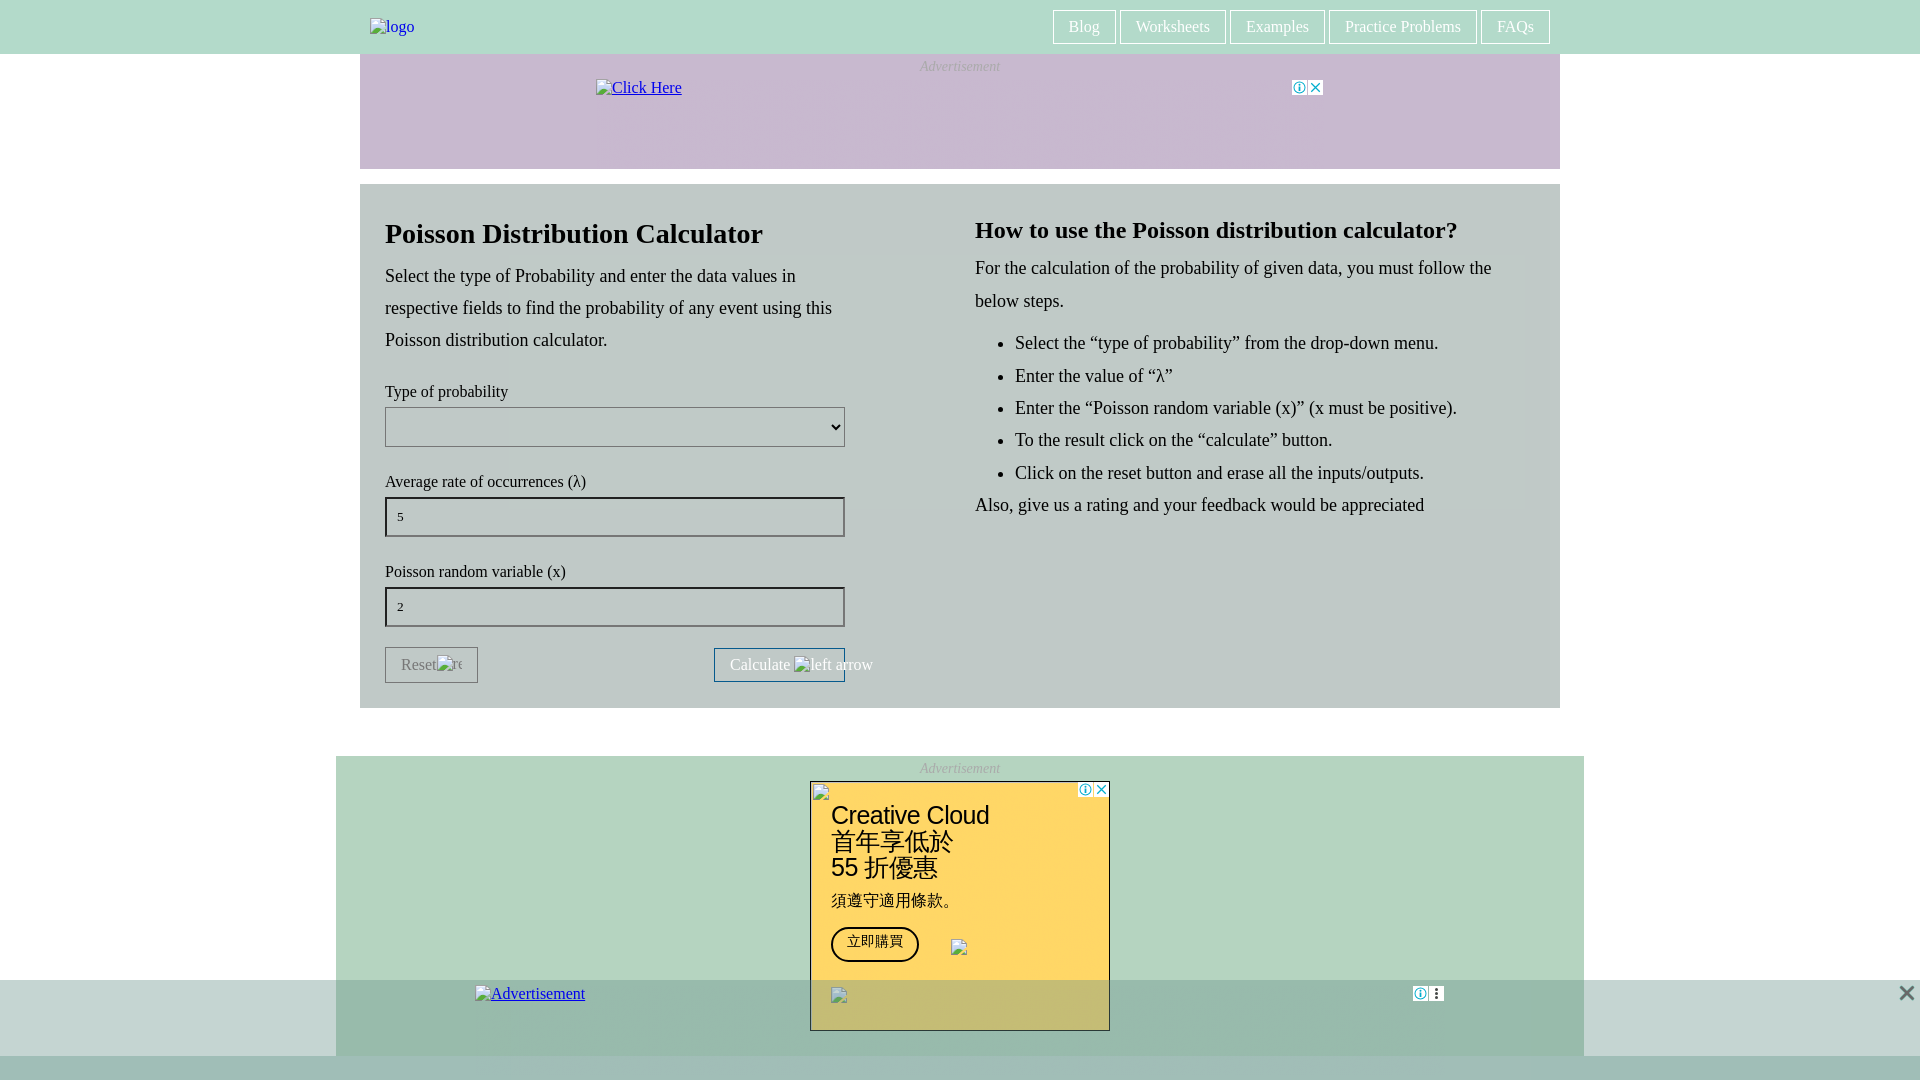 logo
Blog
Worksheets
Examples
Practice Problems
FAQs
Advertisement
Click Here
Poisson Distribution Calculator
Select the type of Probability and enter the data values in
respective fields to find the probability of any event using this
Poisson distribution calculator.
Type of probability
Average rate of occurrences (λ)
5
Poisson random variable (x)
2
Reset re
Calculate left arrow
How to use the Poisson distribution calculator?
For the calculation of the probability of given data, you must follow the
below steps.
• Select the “type of probability” from the drop-down menu.
• Enter the value of “λ”
• Enter the “Poisson random variable (x)” (x must be positive).
• To the result click on the “calculate” button.
• Click on the reset button and erase all the inputs/outputs.
Also, give us a rating and your feedback would be appreciated
Advertisement
Creative Cloud
首年享低於
55 折優惠
須遵守適用條款。
立即購買
Advertisement